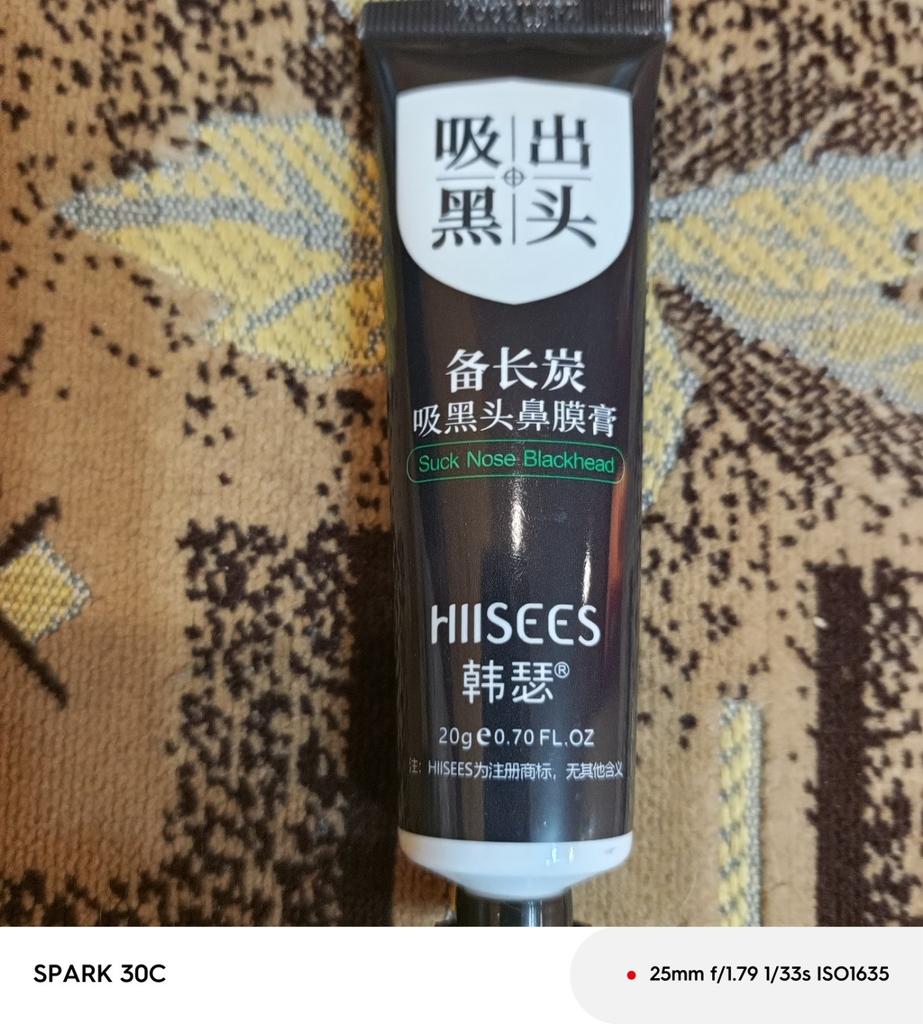 吸出
黑头
备长炭
吸黑头鼻膜膏
Suck Nose Blackhead
HIISEES
韩瑟®
20g e 0.70 FL.OZ
注：HIISEES为注册商标，无其他含义
SPARK 30C
25mm f/1.79 1/33s ISO1635